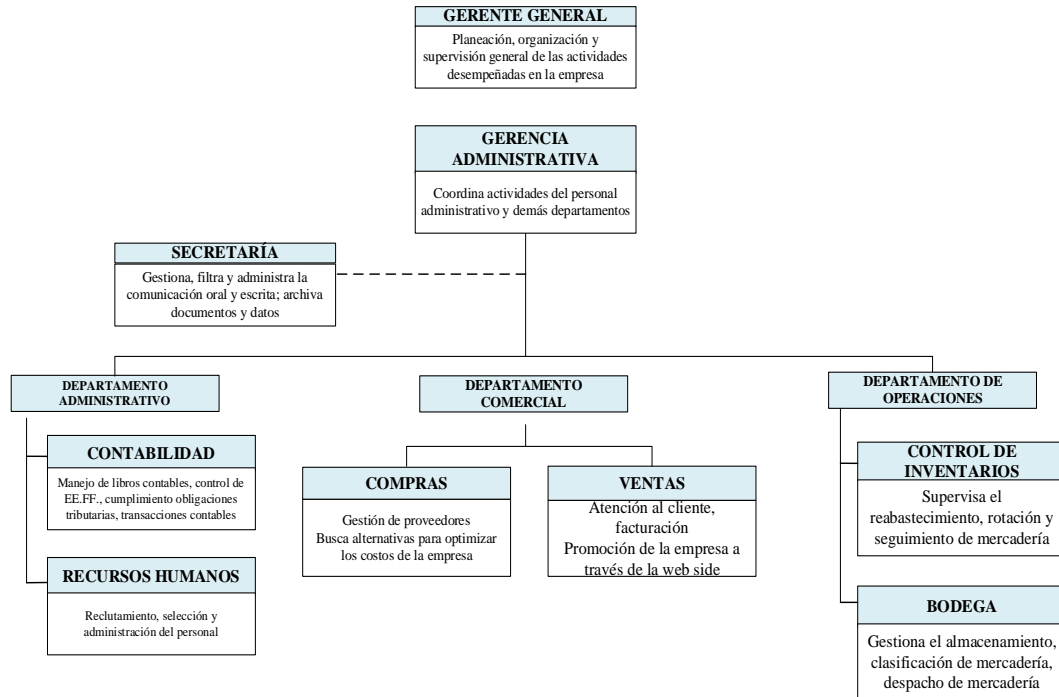 GERENTE GENERAL
Planeación, organización y
supervisión general de las actividades
desempeñadas en la empresa
GERENCIA
ADMINISTRATIVA
Coordina actividades del personal
administrativo y demás departamentos
SECRETARÍA
Gestiona, filtra y administra la
comunicación oral y escrita; archiva
documentos y datos
DEPARTAMENTO
ADMINISTRATIVO
CONTABILIDAD
Manejo de libros contables, control de
EE.FF., cumplimiento obligaciones
tributarias, transacciones contables
RECURSOS HUMANOS
Reclutamiento, selección y
administración del personal
DEPARTAMENTO
COMERCIAL
COMPRAS
Gestión de proveedores
Busca alternativas para optimizar
los costos de la empresa
VENTAS
Atención al cliente,
facturación
Promoción de la empresa a
través de la web side
DEPARTAMENTO DE
OPERACIONES
CONTROL DE
INVENTARIOS
Supervisa el
reabastecimiento, rotación y
seguimiento de mercadería
BODEGA
Gestiona el almacenamiento,
clasificación de mercadería,
despacho de mercadería